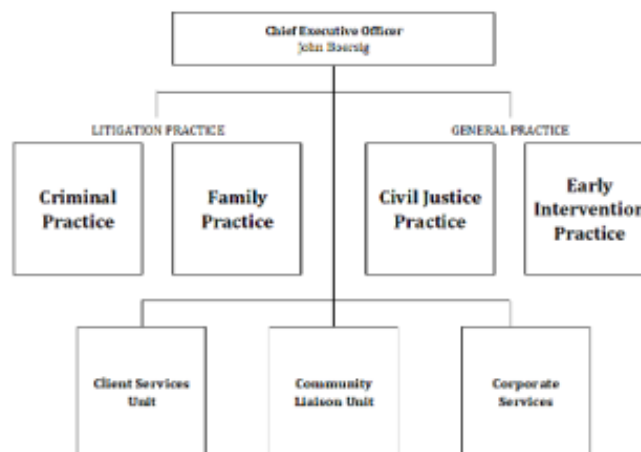 Chief Executive Officer
John Boersig
LITIGATION PRACTICE
GENERAL PRACTICE
Criminal
Practice
Family
Practice
Civil Justice
Practice
Early
Intervention
Practice
Client Services
Unit
Community
Liaison Unit
Corporate
Services